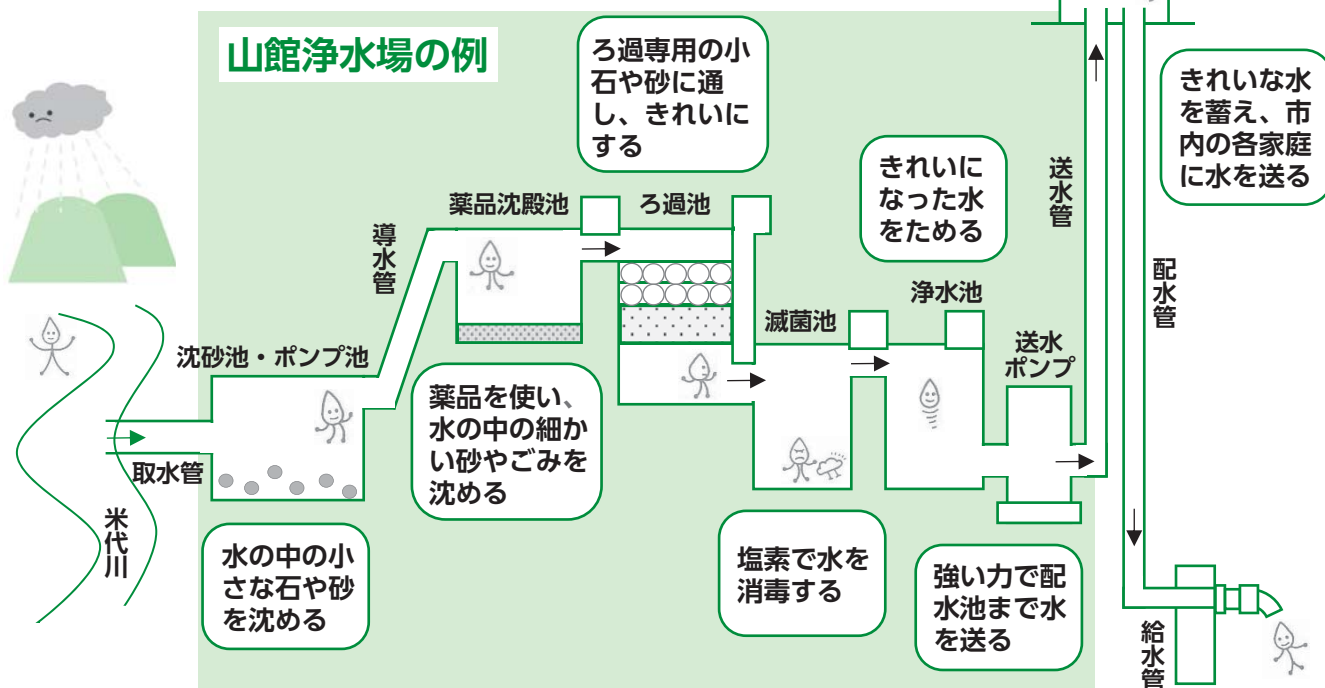 山館浄水場の例
ろ過専用の小
石や砂に通
し、きれいに
する
きれいな水
を蓄え、市
内の各家庭
に水を送る
きれいに
なった水
をためる
送水管
薬品沈殿池
ろ過池
導水管
配水管
浄水池
滅菌池
沈砂池・ポンプ池
送水
ポンプ
薬品を使い、
水の中の細か
い砂やごみを
沈める
取水管
米代川
水の中の小
さな石や砂
を沈める
塩素で水を
消毒する
強い力で配
水池まで水
を送る
給水管